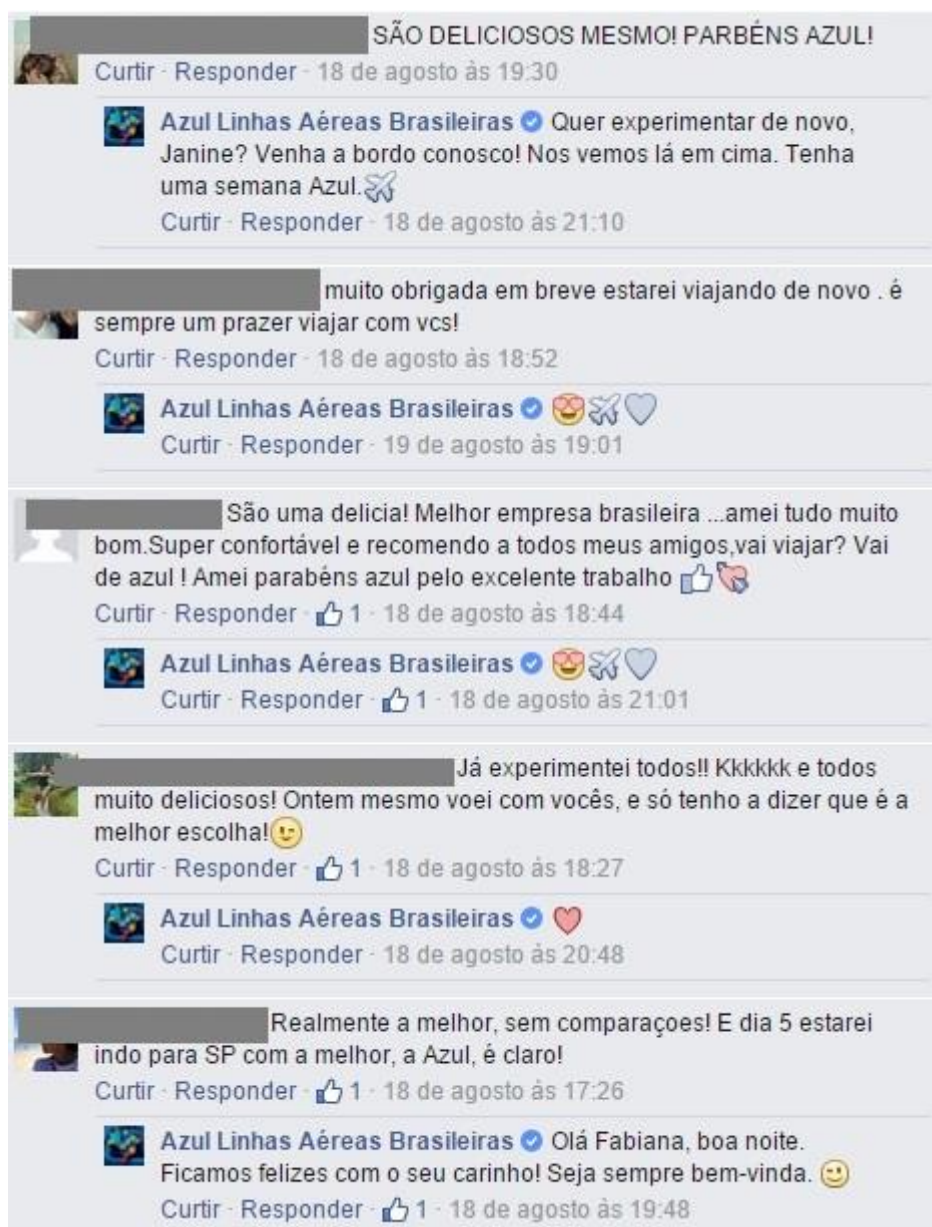 SÃO DELICIOSOS MESMO! PARBÉNS AZUL!
Curtir · Responder · 18 de agosto às 19:30
Azul Linhas Aéreas Brasileiras Quer experimentar de novo,
Janine? Venha a bordo conosco! Nos vemos lá em cima. Tenha
uma semana Azul.
Curtir · Responder · 18 de agosto às 21:10
muito obrigada em breve estarei viajando de novo . é
sempre um prazer viajar com vcs!
Curtir · Responder · 18 de agosto às 18:52
Azul Linhas Aéreas Brasileiras
Curtir · Responder · 19 de agosto às 19:01
São uma delicia! Melhor empresa brasileira ...amei tudo muito
bom.Super confortável e recomendo a todos meus amigos,vai viajar? Vai
de azul ! Amei parabéns azul pelo excelente trabalho
Curtir · Responder · 1 · 18 de agosto às 18:44
Azul Linhas Aéreas Brasileiras
Curtir · Responder · 1 · 18 de agosto às 21:01
Já experimentei todos!! Kkkkkk e todos
muito deliciosos! Ontem mesmo voei com vocês, e só tenho a dizer que é a
melhor escolha!
Curtir · Responder · 1 · 18 de agosto às 18:27
Azul Linhas Aéreas Brasileiras
Curtir · Responder · 18 de agosto às 20:48
Realmente a melhor, sem comparaçoes! E dia 5 estarei
indo para SP com a melhor, a Azul, é claro!
Curtir · Responder · 1 · 18 de agosto às 17:26
Azul Linhas Aéreas Brasileiras Olá Fabiana, boa noite.
Ficamos felizes com o seu carinho! Seja sempre bem-vinda.
Curtir · Responder · 1 · 18 de agosto às 19:48